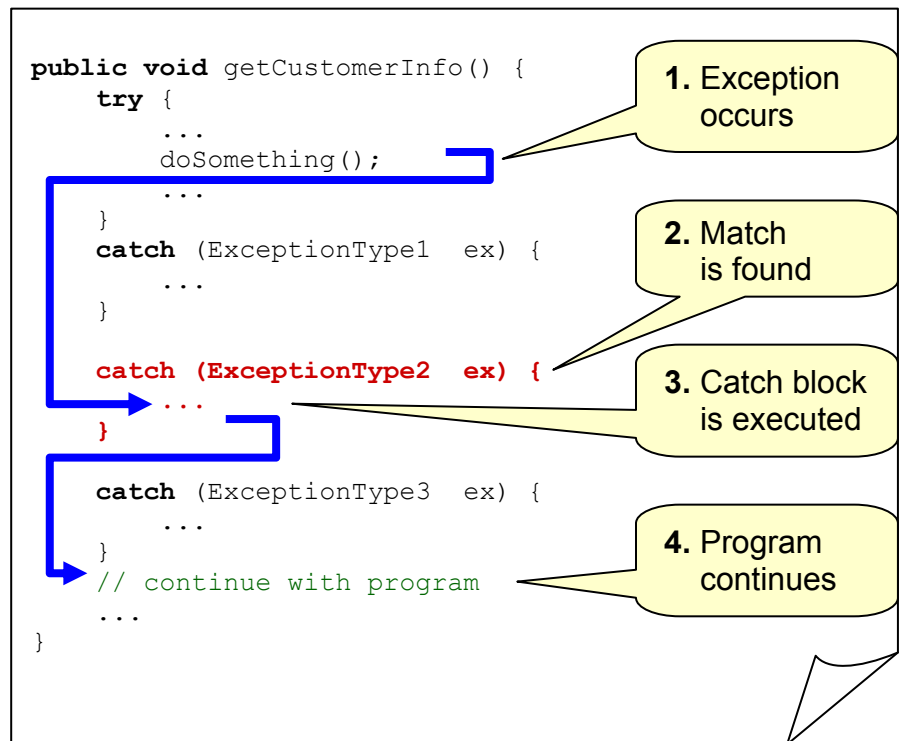 public void getCustomerInfo() {
try {
...
doSomething();
...
}
catch (ExceptionType1  ex) {
...
}
catch (ExceptionType2  ex) {
...
}
catch (ExceptionType3  ex) {
...
}
// continue with program
...
}
1. Exception
occurs
2. Match
is found
3. Catch block
is executed
4. Program
continues